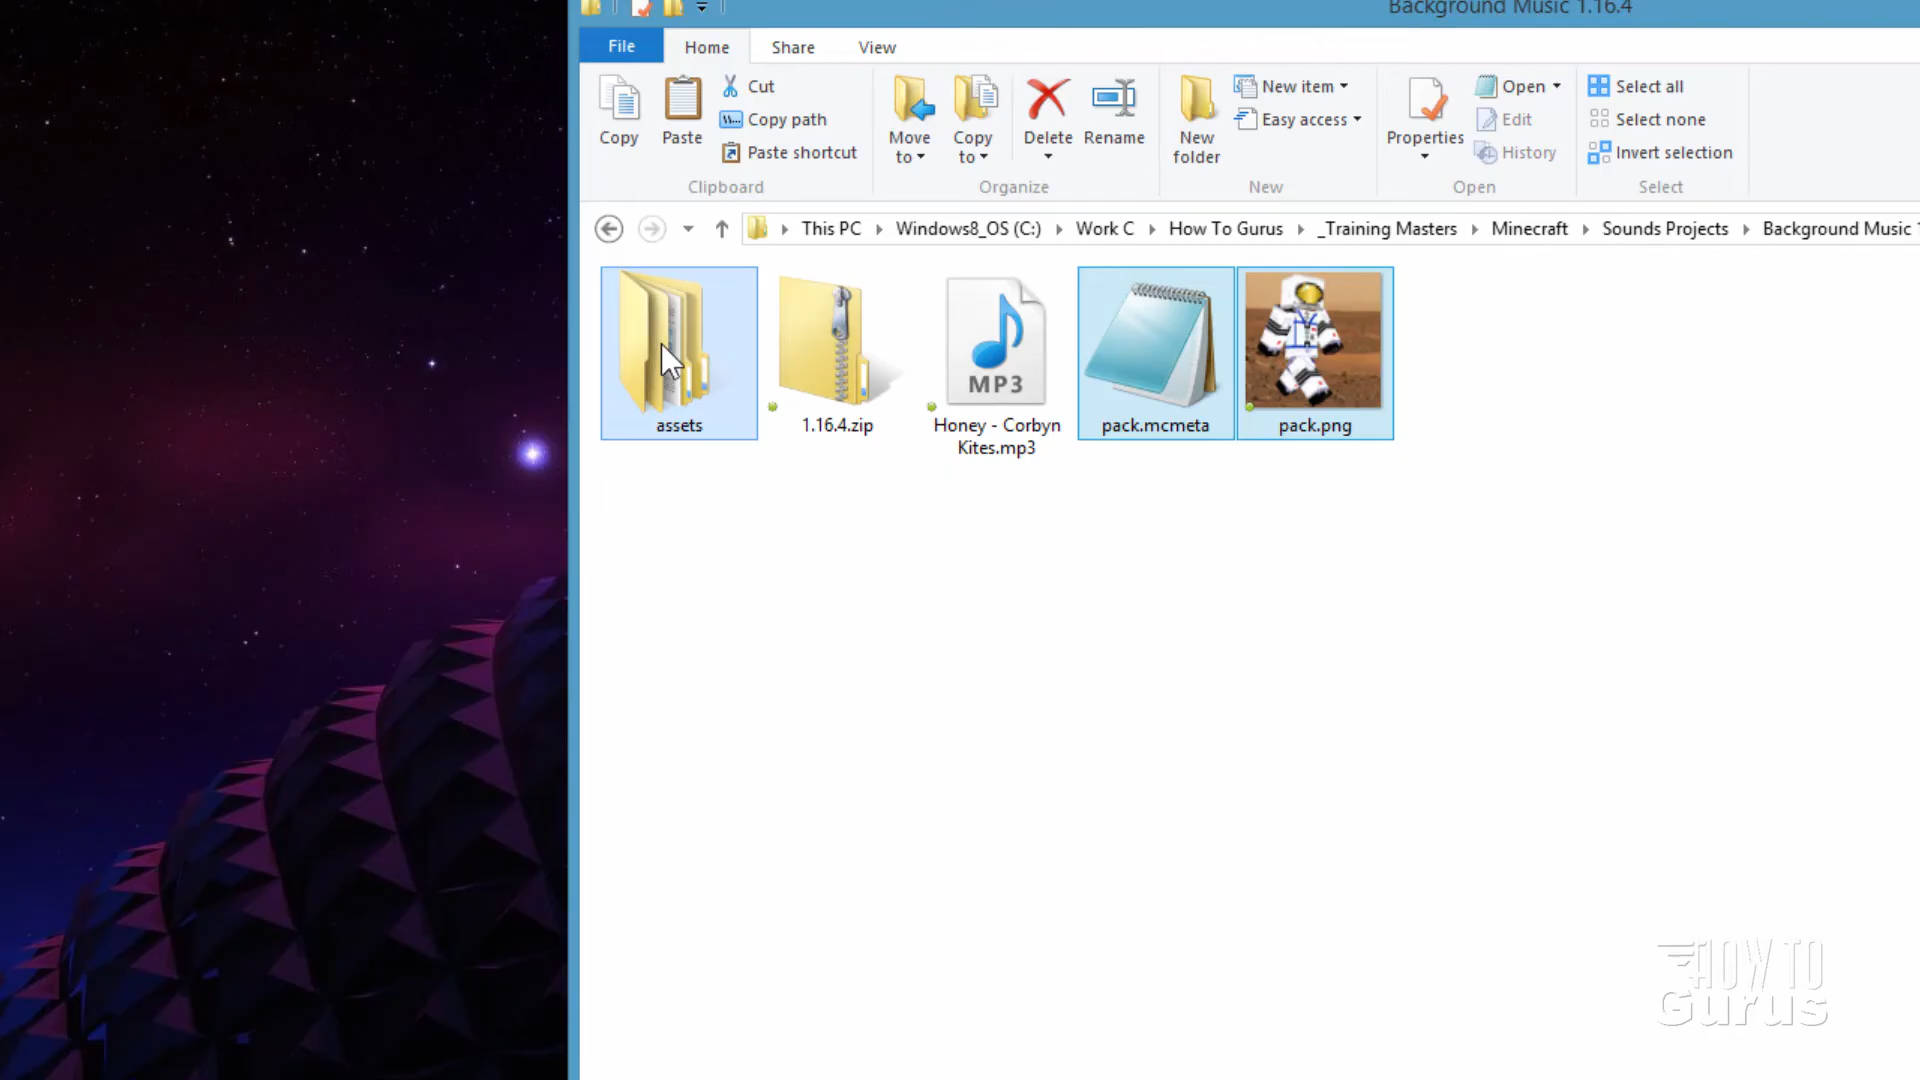 Background Music 1.16.4
File Home Share View
Copy
Paste
Cut
Copy path
Paste shortcut
Clipboard
Move to
Copy to
Delete
Rename
Organize
New folder
New item
Easy access
New
Properties
Open
Edit
History
Open
Select all
Select none
Invert selection
Select
This PC Windows8_OS (C:) Work C How To Gurus _Training Masters Minecraft Sounds Projects Background Music 1
assets
1.16.4.zip
MP3
Honey - Corbyn
Kites.mp3
pack.mcmeta
pack.png
HOW TO
Gurus